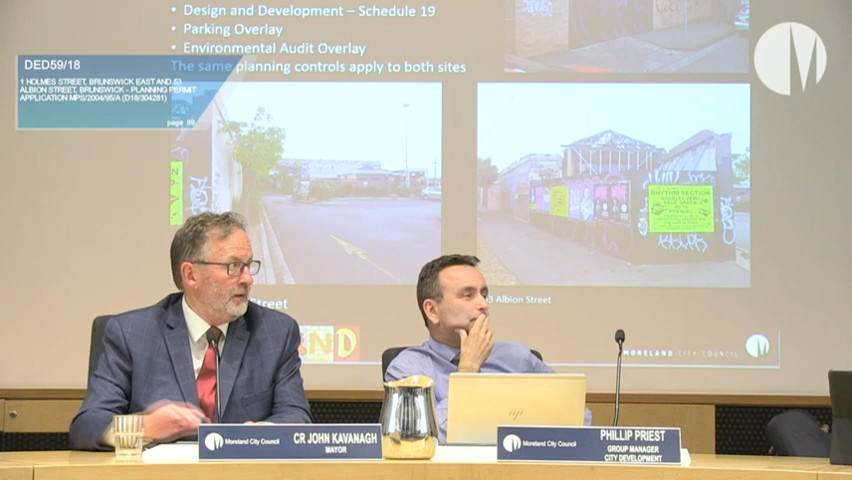 • Design and Development – Schedule 19
• Parking Overlay
• Environmental Audit Overlay
The same planning controls apply to both sites
DED59/18
1 HOLMES STREET, BRUNSWICK EAST AND 53
ALBION STREET, BRUNSWICK - PLANNING PERMIT
APPLICATION MPS/2004/95/A (D18/304281)
page 89
RHYTHM SECTION
Street
3 Albion Street
MORELAND CITY COUNCIL
Moreland City Council
CR JOHN KAVANAGH
MAYOR
Moreland City Council
PHILLIP PRIEST
GROUP MANAGER
CITY DEVELOPMENT